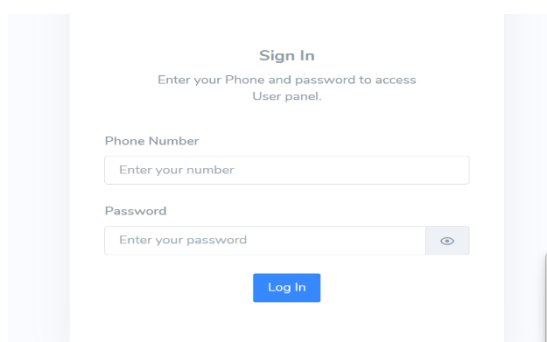 Sign In
Enter your Phone and password to access
User panel.
Phone Number
Enter your number
Password
Enter your password
Log In